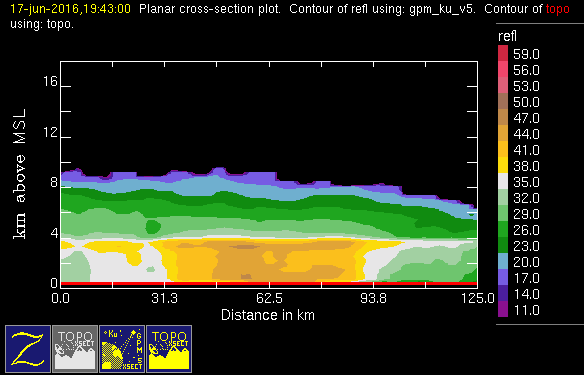 17-jun-2016,19:43:00 Planar cross-section plot. Contour of refl using: gpm_ku_v5. Contour of topo
using: topo.
refl
59.0
56.0
53.0
50.0
47.0
44.0
41.0
38.0
35.0
32.0
29.0
26.0
23.0
20.0
17.0
14.0
11.0
km above MSL
16
12
8
4
0
0.0 31.3 62.5 93.8 125.0
Distance in km
Z
TOPO
XSECT
"Ku"
GPM
XS
TOPO
XSECT